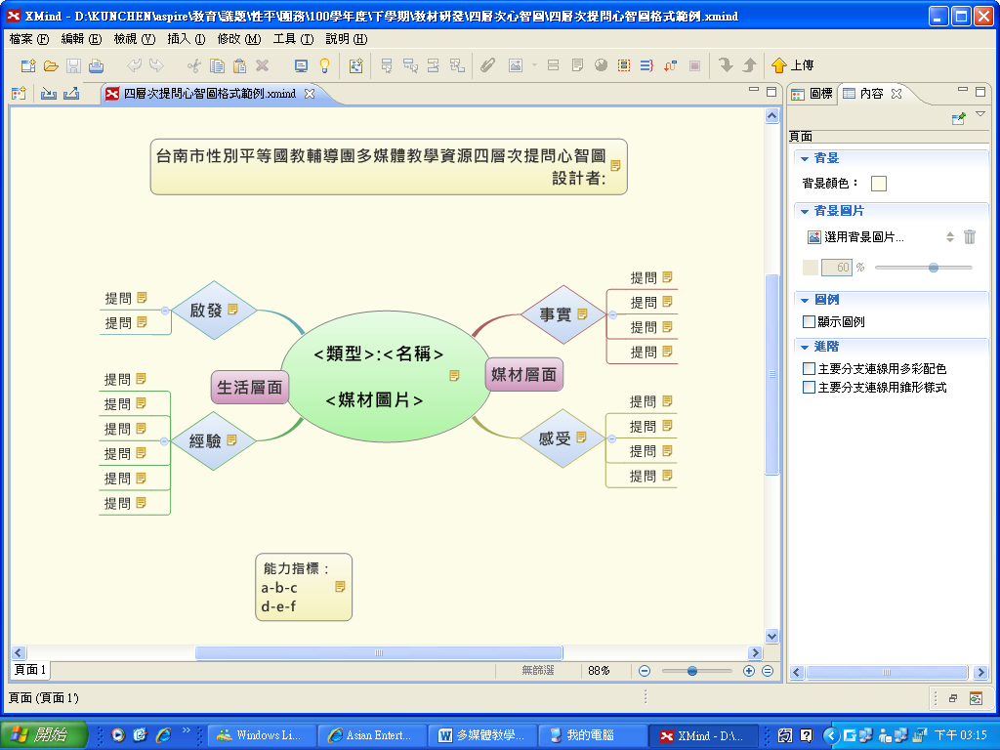 XMind - D:\KUNCHEN\aspire\教育\議題\性平\團務\100學年度\下學期\教材研發\四層次心智圖\四層次提問心智圖格式範例.xmind
檔案 (F) 編輯 (E) 檢視 (V) 插入 (I) 修改 (M) 工具 (T) 說明 (H)
上傳
四層次提問心智圖格式範例.xmind
圖標 內容
頁面
背景
背景顏色：
背景圖片
選用背景圖片...
60 %
圖例
顯示圖例
進階
主要分支連線用多彩配色
主要分支連線用錐形樣式
台南市性別平等國教輔導團多媒體教學資源四層次提問心智圖
設計者:
提問
提問
啟發
事實
提問
提問
提問
提問
<類型>:<名稱>
<媒材圖片>
生活層面
媒材層面
提問
提問
提問
提問
提問
提問
經驗
感受
提問
提問
提問
提問
能力指標：
a-b-c
d-e-f
頁面 1
無篩選
88%
頁面 ('頁面 1')
開始
Windows Li...
Asian Entert...
多媒體教學...
我的電腦
XMind - D:\...
下午 03:15